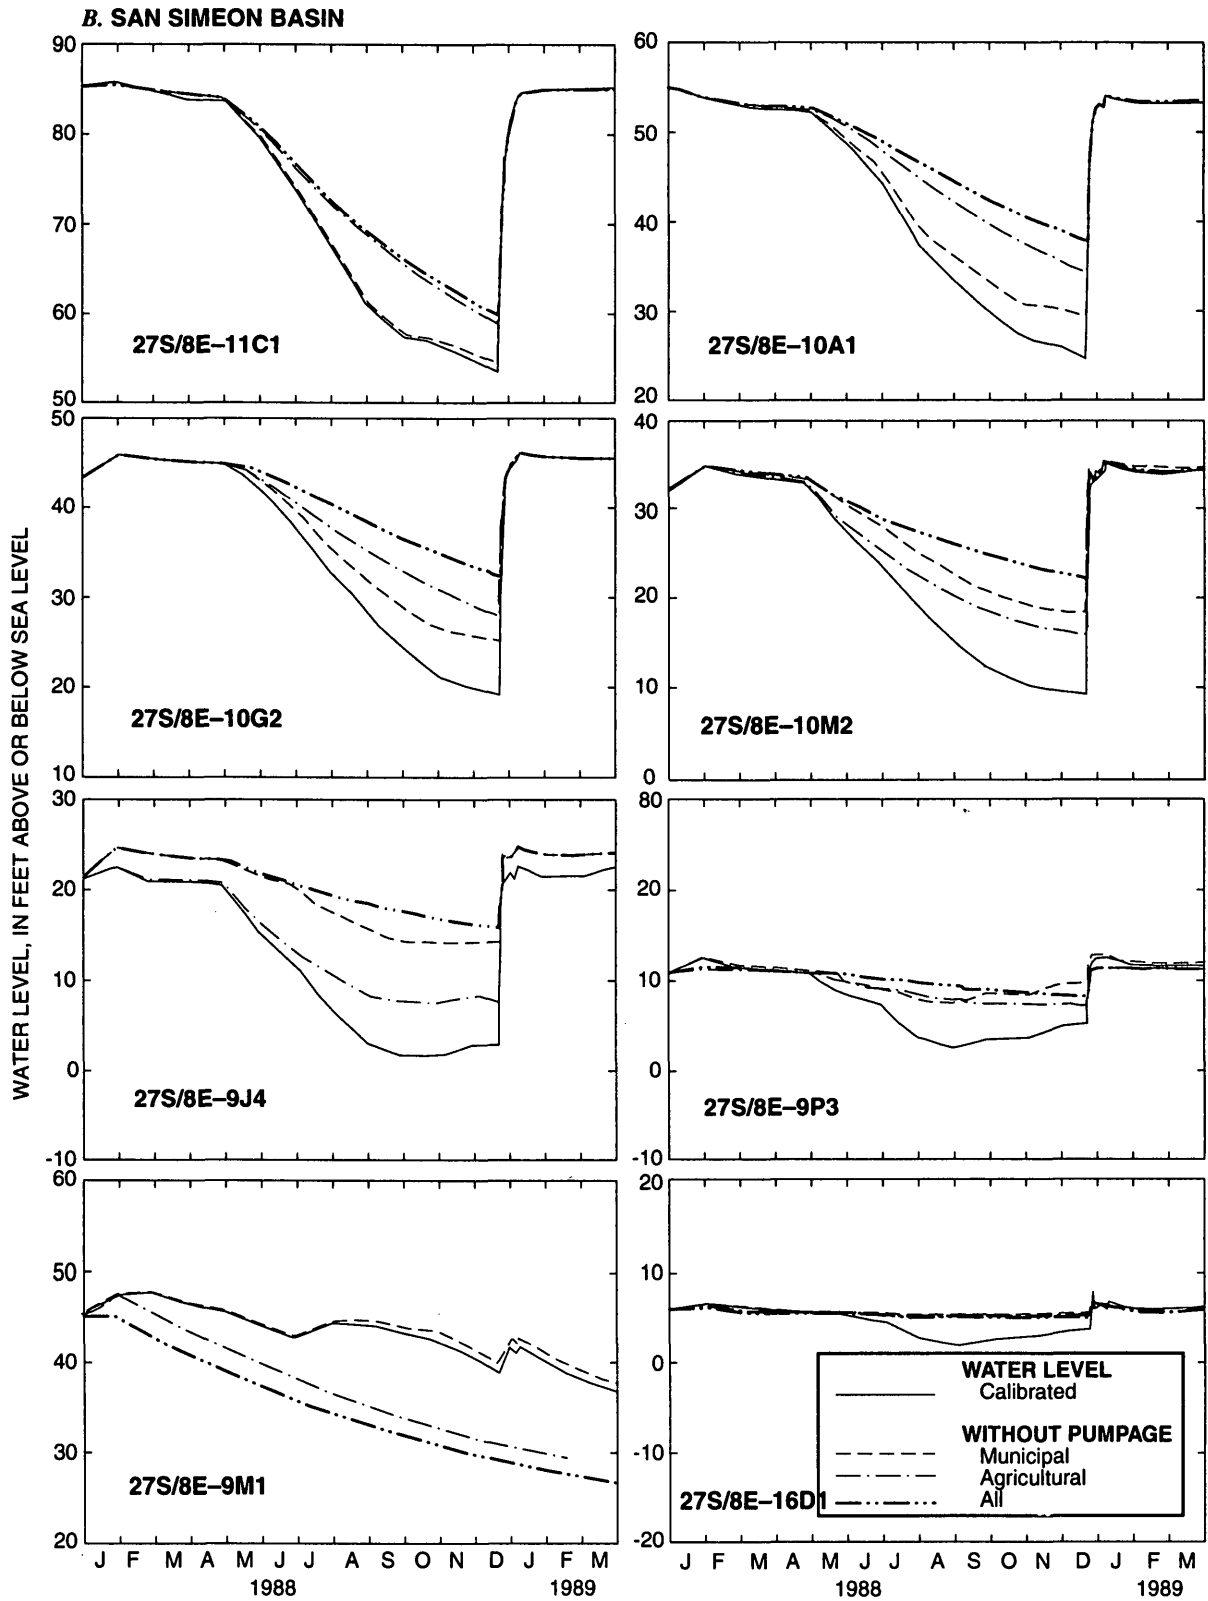 B. SAN SIMEON BASIN
WATER LEVEL, IN FEET ABOVE OR BELOW SEA LEVEL
90
80
70
60
50
27S/8E–11C1
60
50
40
30
20
27S/8E–10A1
50
40
30
20
10
27S/8E–10G2
40
30
20
10
0
27S/8E–10M2
30
20
10
0
-10
27S/8E–9J4
80
20
10
0
-10
27S/8E–9P3
60
50
40
30
20
27S/8E–9M1
J F M A M J J A S O N D J F M
1988 1989
20
10
0
-10
-20
27S/8E–16D1
WATER LEVEL
Calibrated
WITHOUT PUMPAGE
Municipal
Agricultural
All
J F M A M J J A S O N D J F M
1988 1989